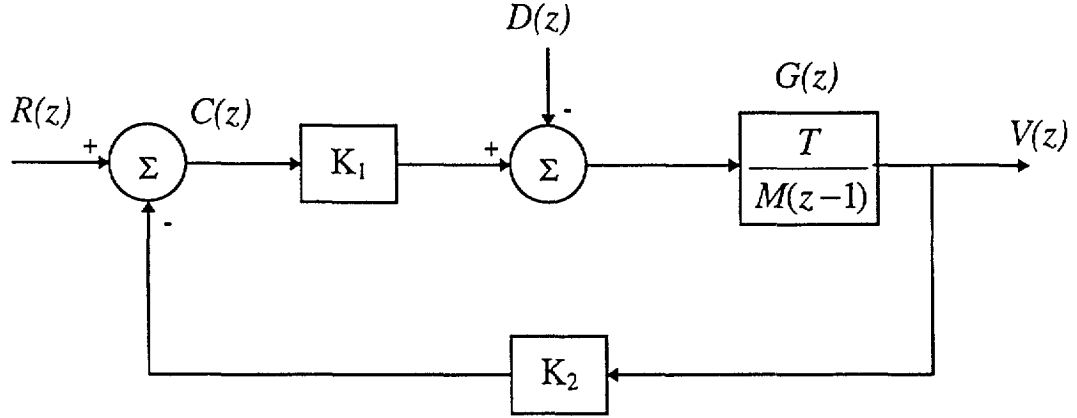 D(z)
-
G(z)
R(z)
+
Σ
C(z)
K₁
+
Σ
T
M(z−1)
V(z)
-
K₂